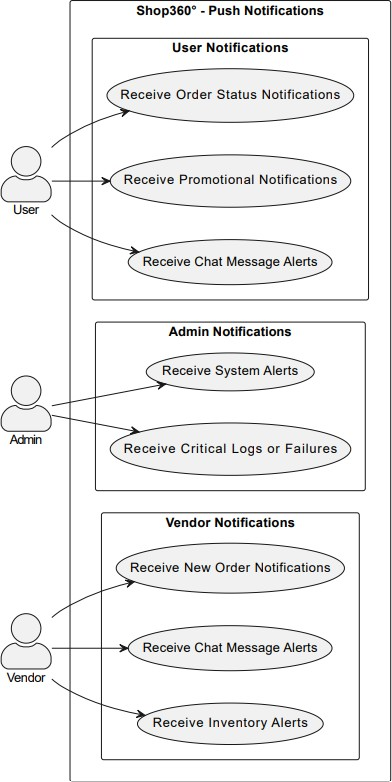 Shop360° - Push Notifications
User Notifications
Receive Order Status Notifications
Receive Promotional Notifications
User
Receive Chat Message Alerts
Admin Notifications
Receive System Alerts
Admin
Receive Critical Logs or Failures
Vendor Notifications
Receive New Order Notifications
Receive Chat Message Alerts
Vendor
Receive Inventory Alerts